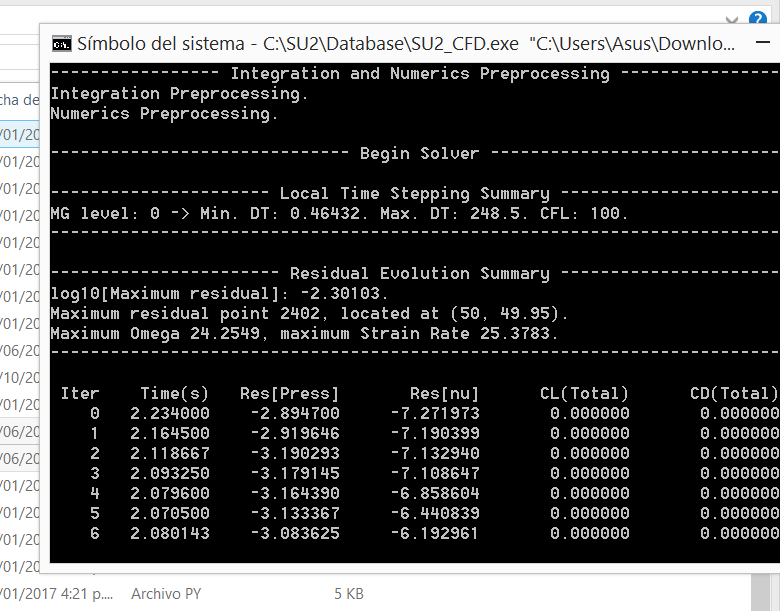 Símbolo del sistema - C:\SU2\Database\SU2_CFD.exe "C:\Users\Asus\Downlo...
------------------ Integration and Numerics Preprocessing ----------------
Integration Preprocessing.
Numerics Preprocessing.
------------------------------ Begin Solver -----------------------------
---------------------- Local Time Stepping Summary ----------------------
MG level: 0 -> Min. DT: 0.46432. Max. DT: 248.5. CFL: 100.
-------------------------------------------------------------------------
----------------------- Residual Evolution Summary ----------------------
log10[Maximum residual]: -2.30103.
Maximum residual point 2402, located at (50, 49.95).
Maximum Omega 24.2549, maximum Strain Rate 25.3783.
-------------------------------------------------------------------------
Iter Time(s) Res[Press] Res[nu] CL(Total) CD(Total)
0 2.234000 -2.894700 -7.271973 0.000000 0.000000
1 2.164500 -2.919646 -7.190399 0.000000 0.000000
2 2.118667 -3.190293 -7.132940 0.000000 0.000000
3 2.093250 -3.179145 -7.108647 0.000000 0.000000
4 2.079600 -3.164390 -6.858604 0.000000 0.000000
5 2.070500 -3.133367 -6.440839 0.000000 0.000000
6 2.080143 -3.083625 -6.192961 0.000000 0.000000
cha de
/01/20
/01/20
/01/20
/01/20
/01/20
/01/20
/01/20
/01/20
/06/20
/10/20
/01/20
/06/20
/06/20
/01/20
/01/20
/01/20
/01/20
/01/2017 4:21 p.... Archivo PY 5 KB